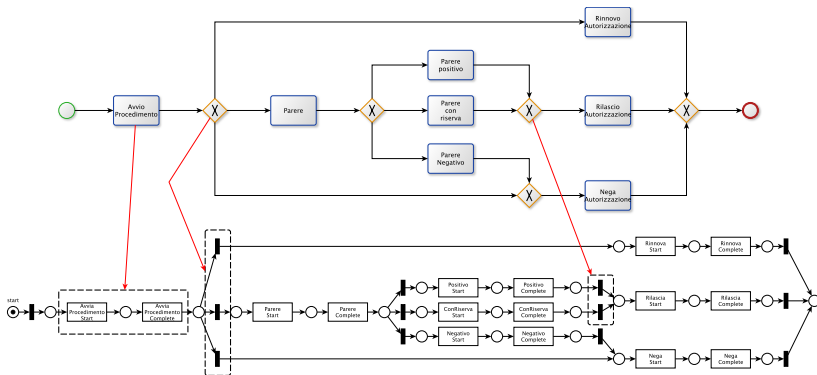 Rinnovo
Autorizzazione
Parere
positivo
Avvio
Procedimento
Parere
Parere
con
riserva
Rilascio
Autorizzazione
Parere
Negativo
Nega
Autorizzazione
Rinnova
Start
Rinnova
Complete
start
Avvia
Procedimento
Start
Avvia
Procedimento
Complete
Parere
Start
Parere
Complete
Positivo
Start
Positivo
Complete
ConRiserva
Start
ConRiserva
Complete
Negativo
Start
Negativo
Complete
Rilascia
Start
Rilascia
Complete
Nega
Start
Nega
Complete